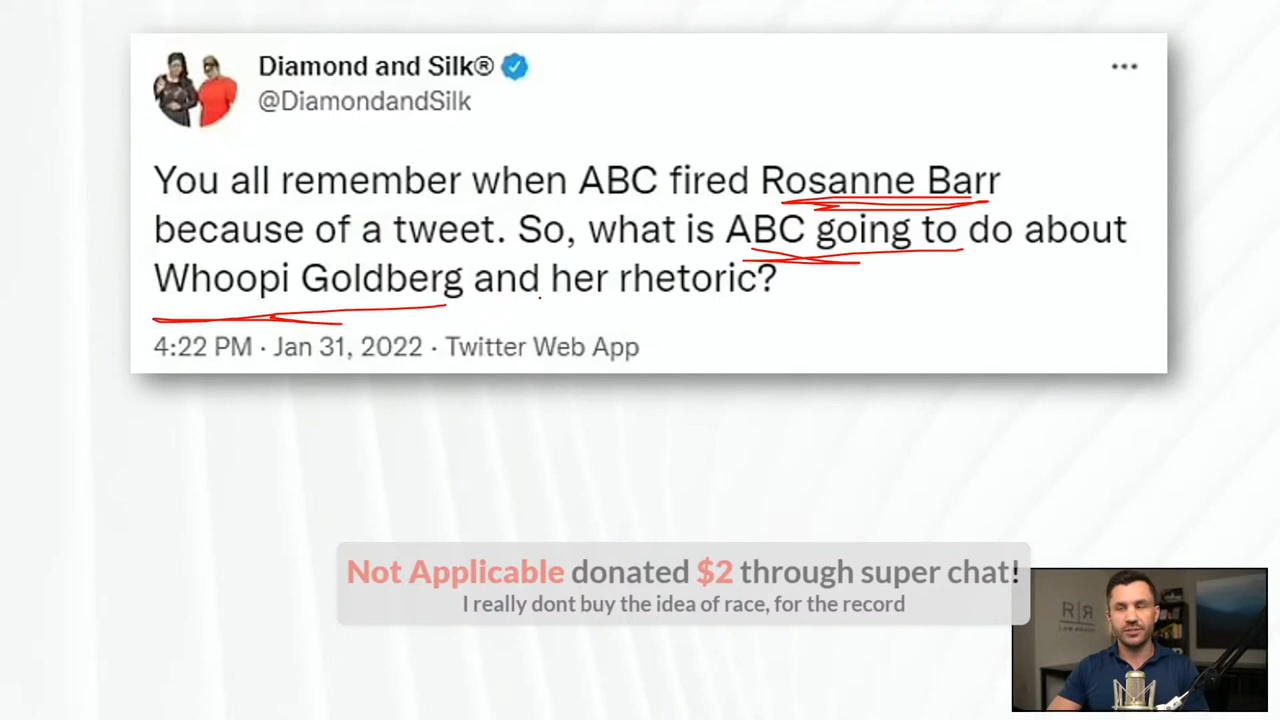 Diamond and Silk®
@DiamondandSilk
You all remember when ABC fired Rosanne Barr
because of a tweet. So, what is ABC going to do about
Whoopi Goldberg and her rhetoric?
4:22 PM · Jan 31, 2022 · Twitter Web App
Not Applicable donated $2 through super chat!
I really dont buy the idea of race, for the record
R|R